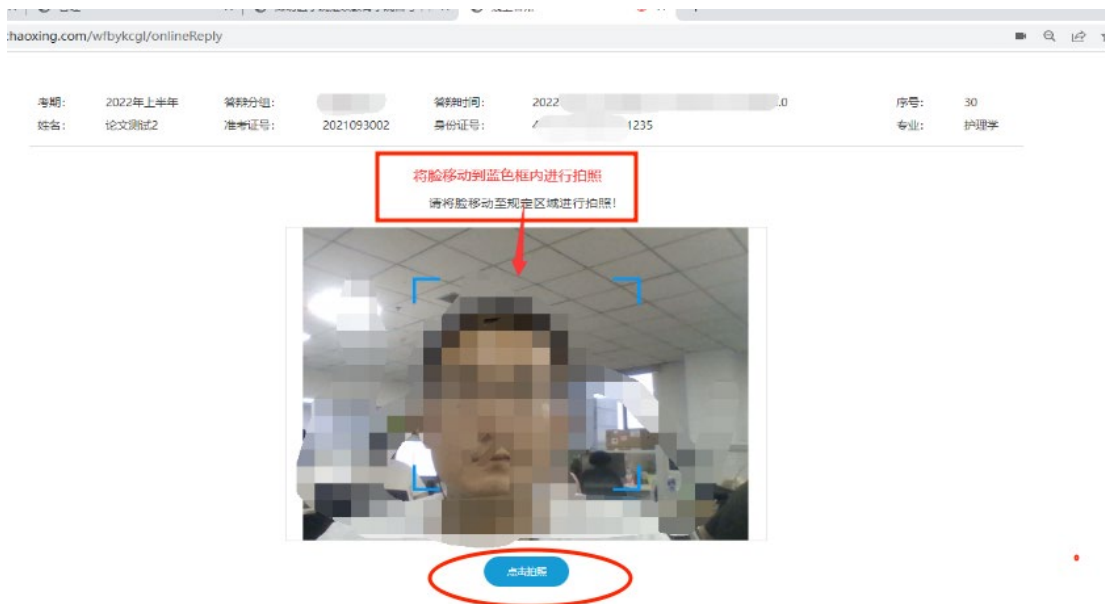 haoxing.com/wfbykcgl/onlineReply
考期: 2022年上半年 答辩分组: 答辩时间: 2022 .0 序号: 30
姓名: 论文测试2 准考证号: 2021093002 身份证号: 4 1235 专业: 护理学
将脸移动到蓝色框内进行拍照
请将脸移动至规定区域进行拍照!
点击拍照